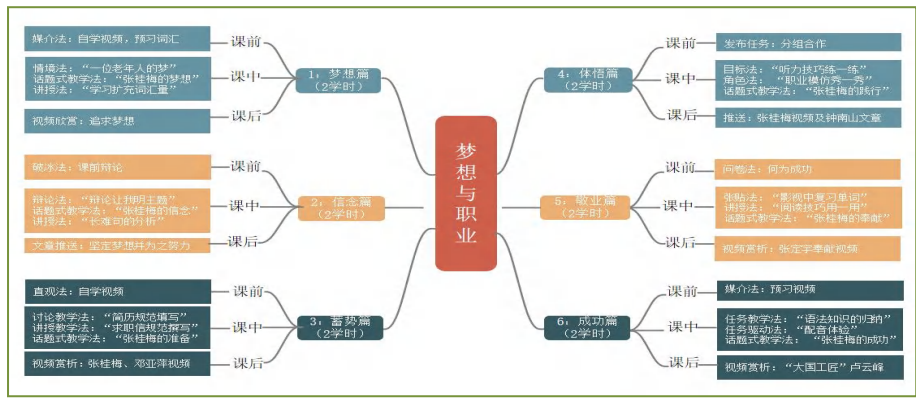 梦想与职业
1：梦想篇
（2学时）
课前
媒介法：自学视频，预习词汇
课中
情境法：“一位老年人的梦”
话题式教学法：“张桂梅的梦想”
讲授法：“学习扩充词汇量”
课后
视频欣赏：追求梦想
2：信念篇
（2学时）
课前
破冰法：课前辩论
课中
辩论法：“辩论让我明主题”
话题式教学法：“张桂梅的信念”
讲授法：“长难句的分析”
课后
文章推送：坚定梦想并为之努力
3：蓄势篇
（2学时）
课前
直观法：自学视频
课中
讨论教学法：“简历规范填写”
讲授教学法：“求职信规范撰写”
话题式教学法：“张桂梅的准备”
课后
视频赏析：张桂梅、邓亚萍视频
4：体悟篇
（2学时）
课前
发布任务：分组合作
课中
目标法：“听力技巧练一练”
角色法：“职业模仿秀一秀”
话题式教学法：“张桂梅的践行”
课后
推送：张桂梅视频及钟南山文章
5：敬业篇
（2学时）
课前
问卷法：何为成功
课中
张贴法：“影视中复习单词”
讲授法：“阅读技巧用一用”
话题式教学法：“张桂梅的奉献”
课后
视频赏析：张定宇奉献视频
6：成功篇
（2学时）
课前
媒介法：预习视频
课中
任务教学法：“语法知识的归纳”
任务驱动法：“配音体验”
话题式教学法：“张桂梅的成功”
课后
视频赏析：“大国工匠”卢云峰